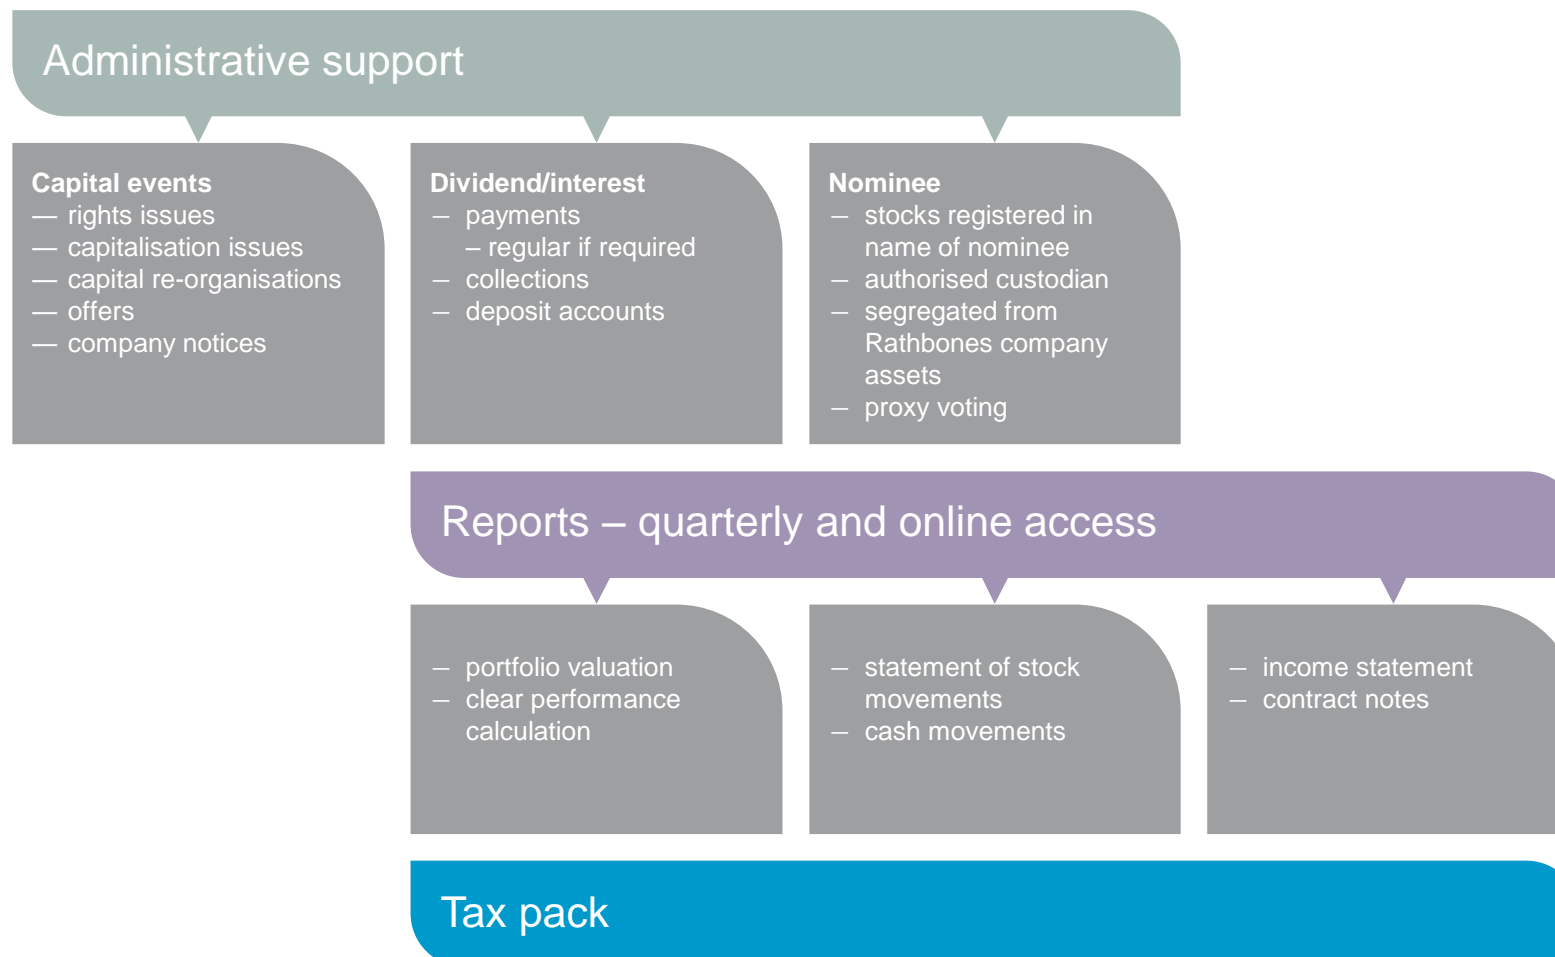 Administrative support
Capital events
— rights issues
— capitalisation issues
— capital re-organisations
— offers
— company notices
Dividend/interest
— payments
– regular if required
— collections
— deposit accounts
Nominee
— stocks registered in
name of nominee
— authorised custodian
— segregated from
Rathbones company
assets
— proxy voting
Reports – quarterly and online access
— portfolio valuation
— clear performance
calculation
— statement of stock
movements
— cash movements
— income statement
— contract notes
Tax pack